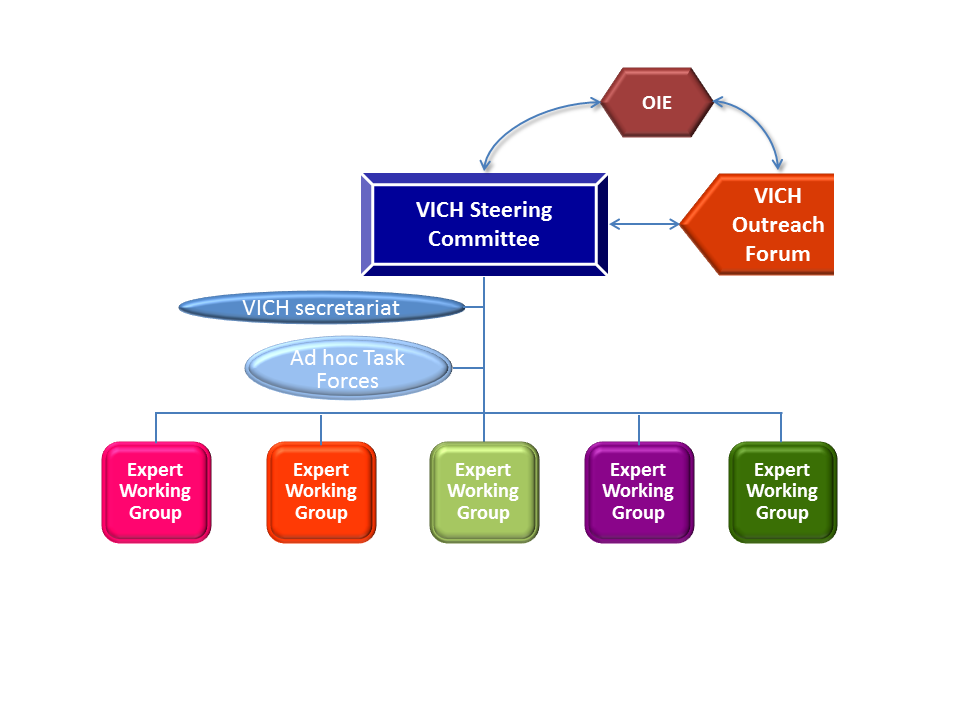 OIE
VICH Steering
Committee
VICH
Outreach
Forum
VICH secretariat
Ad hoc Task
Forces
Expert
Working
Group
Expert
Working
Group
Expert
Working
Group
Expert
Working
Group
Expert
Working
Group